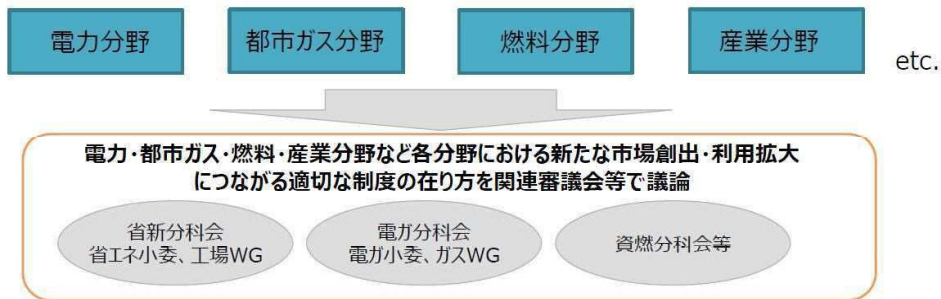 電力分野
都市ガス分野
燃料分野
産業分野
etc.
電力・都市ガス・燃料・産業分野など各分野における新たな市場創出・利用拡大
につながる適切な制度の在り方を関連審議会等で議論
省新分科会
省エネ小委、工場WG
電ガ分科会
電ガ小委、ガスWG
資燃分科会等